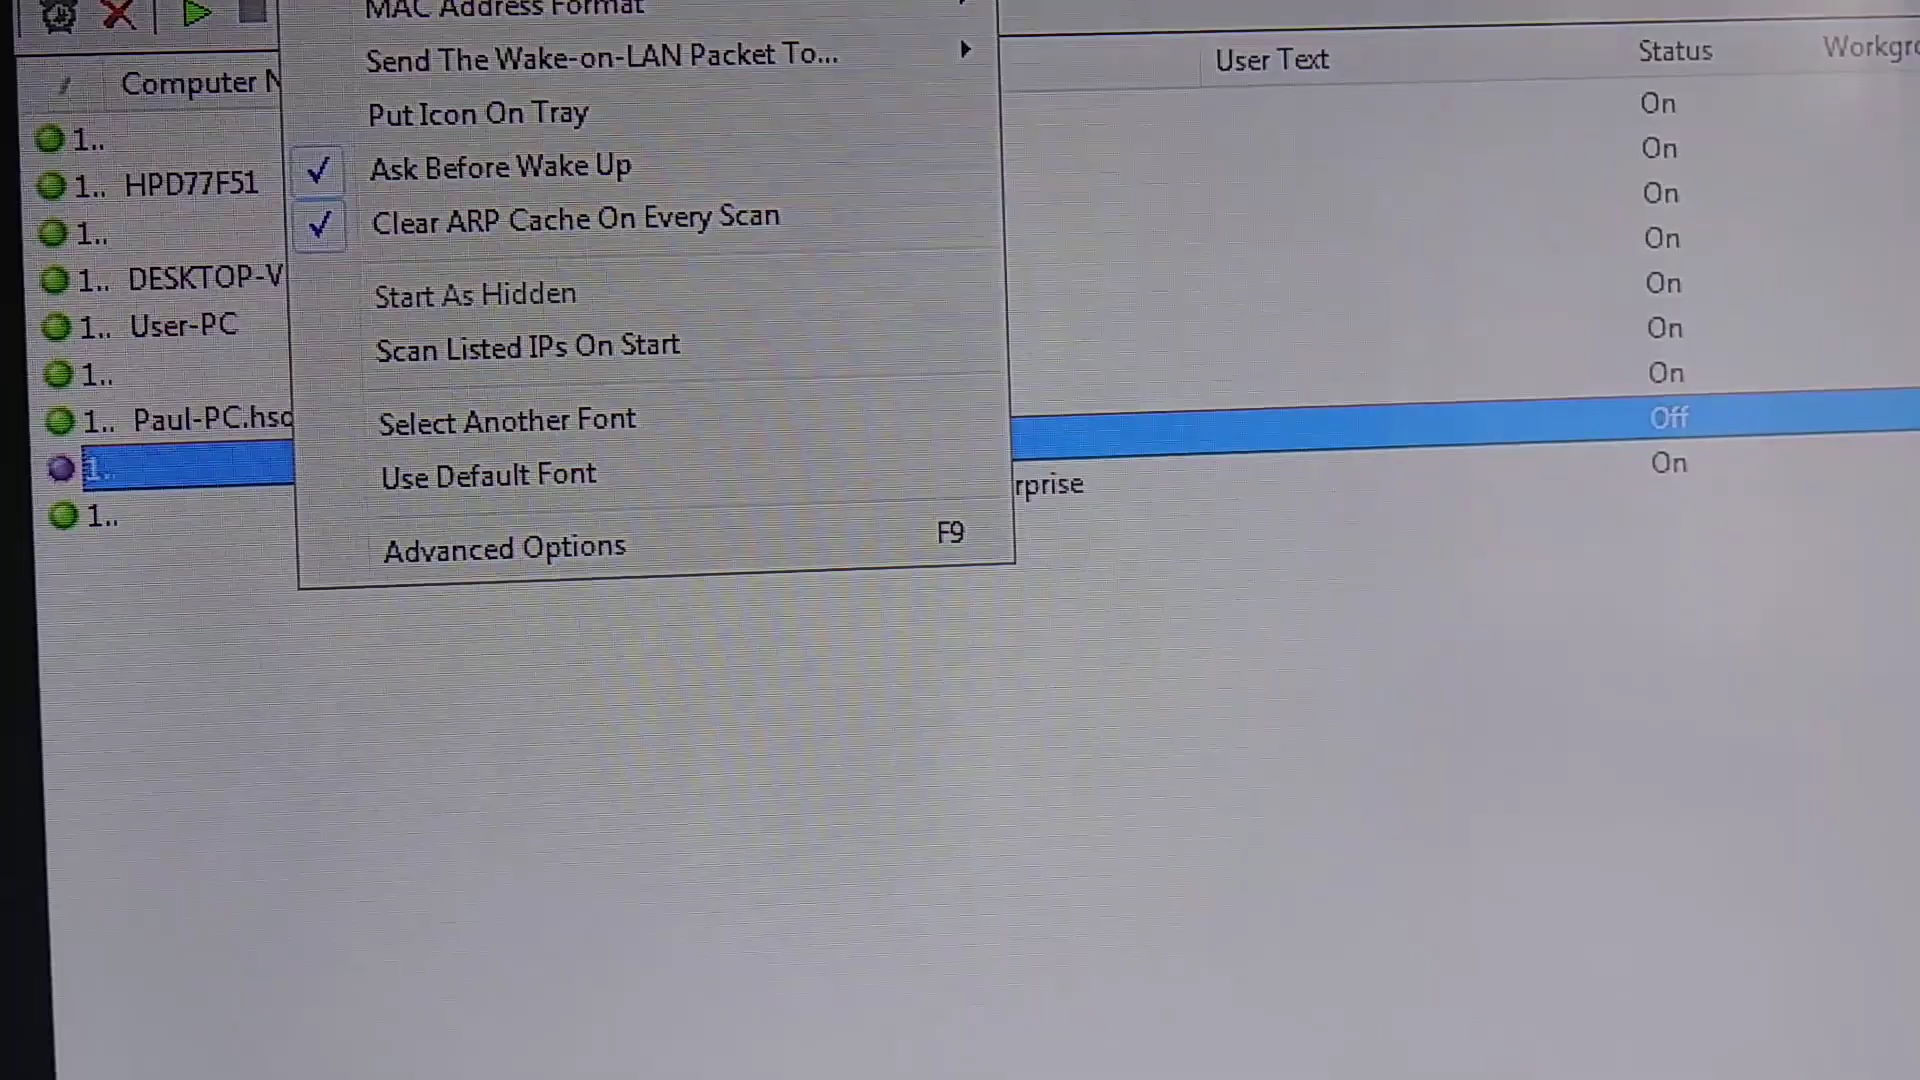 MAC Address Format
Send The Wake-on-LAN Packet To...
Put Icon On Tray
Ask Before Wake Up
Clear ARP Cache On Every Scan
Start As Hidden
Scan Listed IPs On Start
Select Another Font
Use Default Font
Advanced Options F9
Computer N
User Text
Status
Workgro
1..
On
1.. HPD77F51
On
1..
On
1.. DESKTOP-V
On
1.. User-PC
On
1..
On
1.. Paul-PC.hsd
On
1..
Off
1..
rprise
On